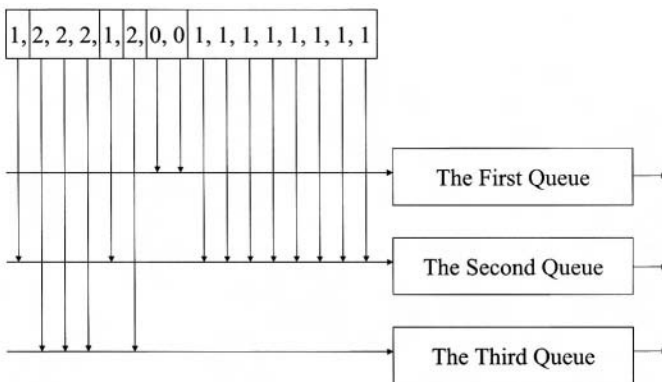 1, 2, 2, 2, 1, 2, 0, 0, 1, 1, 1, 1, 1, 1, 1, 1
The First Queue
The Second Queue
The Third Queue